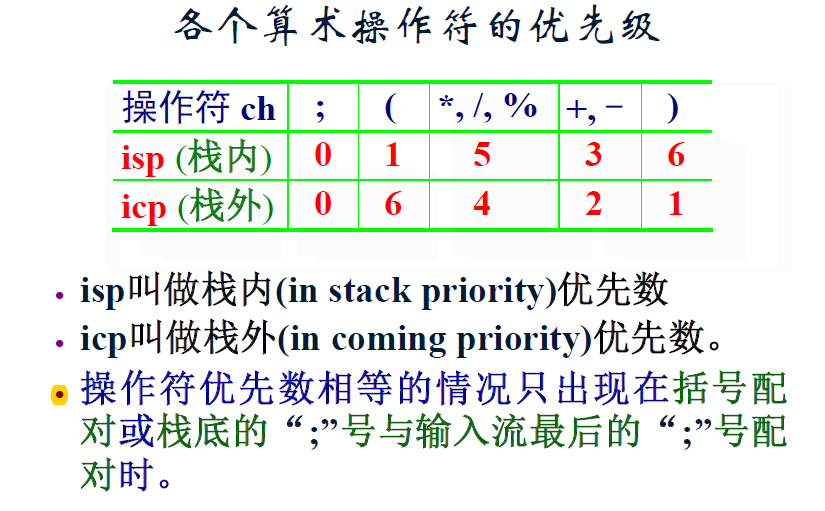 各个算术操作符的优先级
操作符 ch ; ( *, /, % +, - )
isp (栈内) 0 1 5 3 6
icp (栈外) 0 6 4 2 1
• isp叫做栈内(in stack priority)优先数
• icp叫做栈外(in coming priority)优先数。
• 操作符优先数相等的情况只出现在括号配
对或栈底的“;”号与输入流最后的“;”号配
对时。